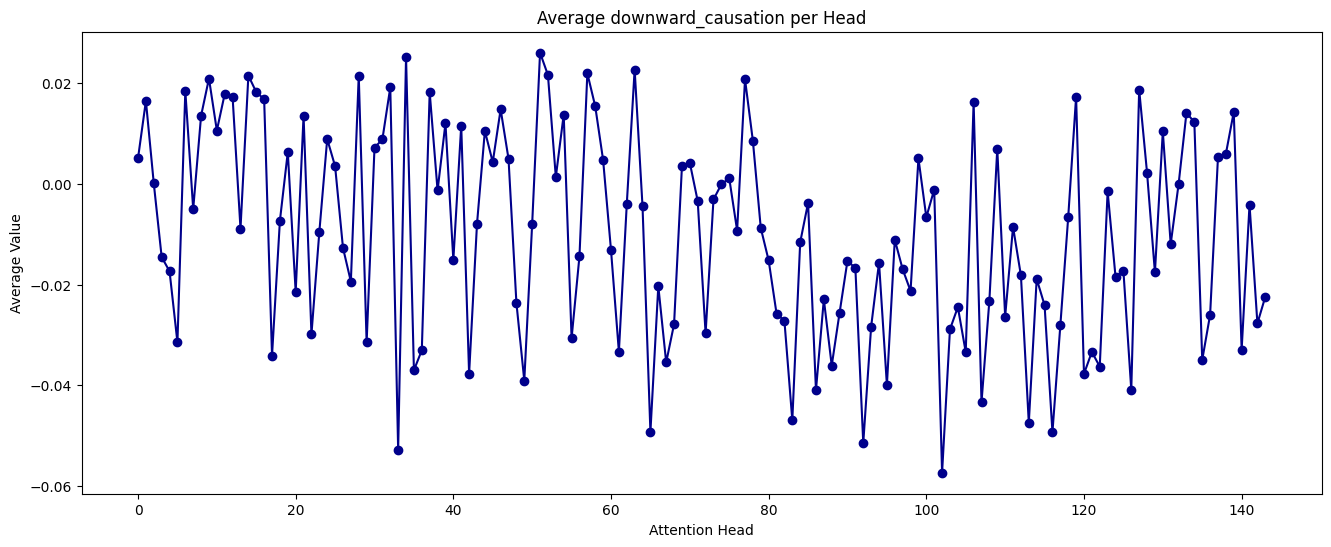 Average downward_causation per Head
Average Value
0.02
0.00
−0.02
−0.04
−0.06
0 20 40 60 80 100 120 140
Attention Head